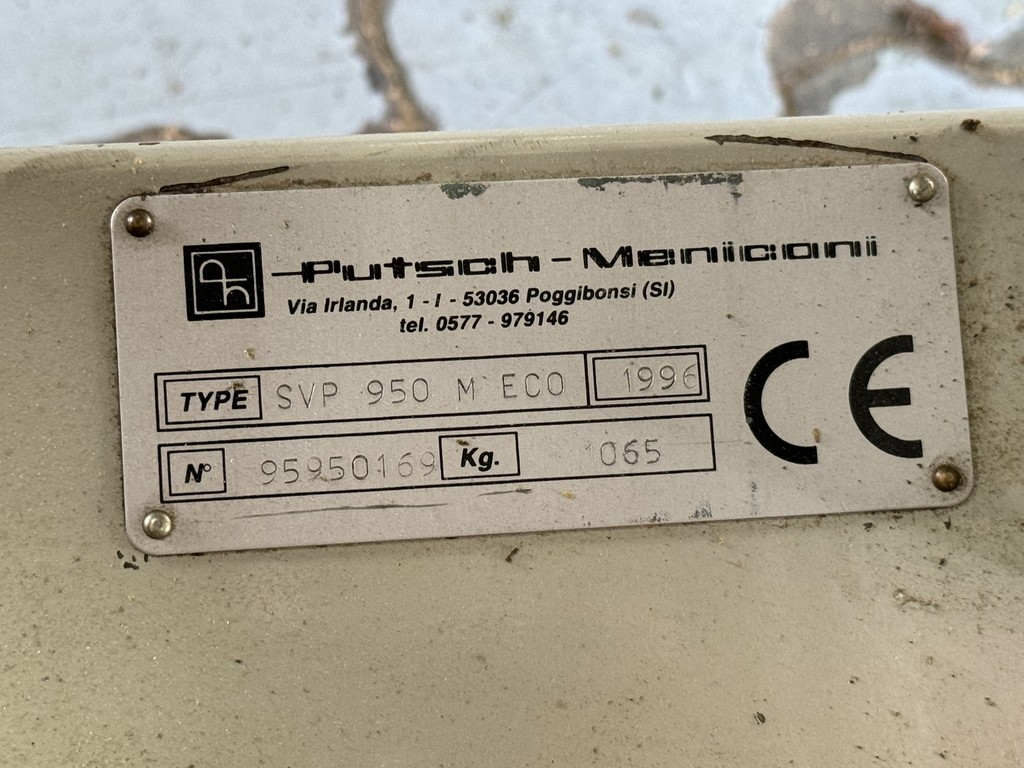 Putsch - Meniconi
Via Irlanda, 1 - I - 53036 Poggibonsi (SI)
tel. 0577 - 979146
TYPE SVP 950 M ECO 1996
N° 95950169 Kg. 1065
CE